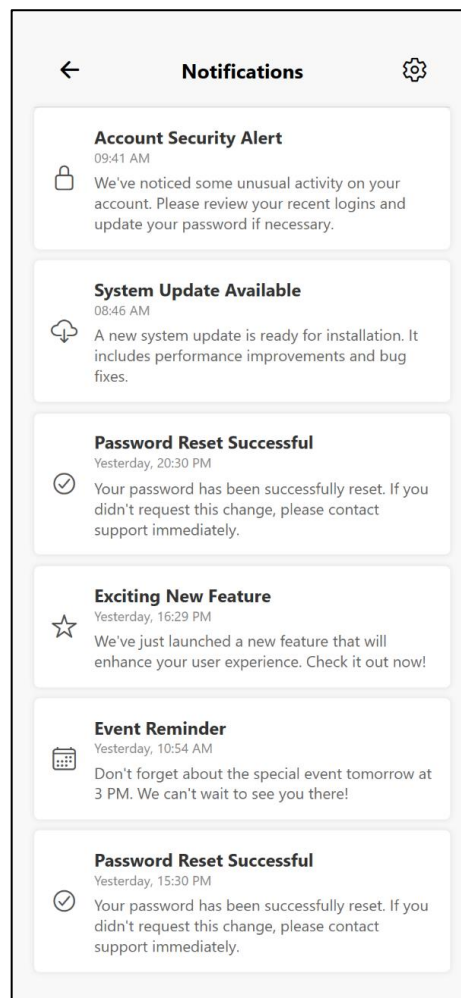 Notifications
Account Security Alert
09:41 AM
We've noticed some unusual activity on your
account. Please review your recent logins and
update your password if necessary.
System Update Available
08:46 AM
A new system update is ready for installation. It
includes performance improvements and bug
fixes.
Password Reset Successful
Yesterday, 20:30 PM
Your password has been successfully reset. If you
didn't request this change, please contact
support immediately.
Exciting New Feature
Yesterday, 16:29 PM
We've just launched a new feature that will
enhance your user experience. Check it out now!
Event Reminder
Yesterday, 10:54 AM
Don't forget about the special event tomorrow at
3 PM. We can't wait to see you there!
Password Reset Successful
Yesterday, 15:30 PM
Your password has been successfully reset. If you
didn't request this change, please contact
support immediately.